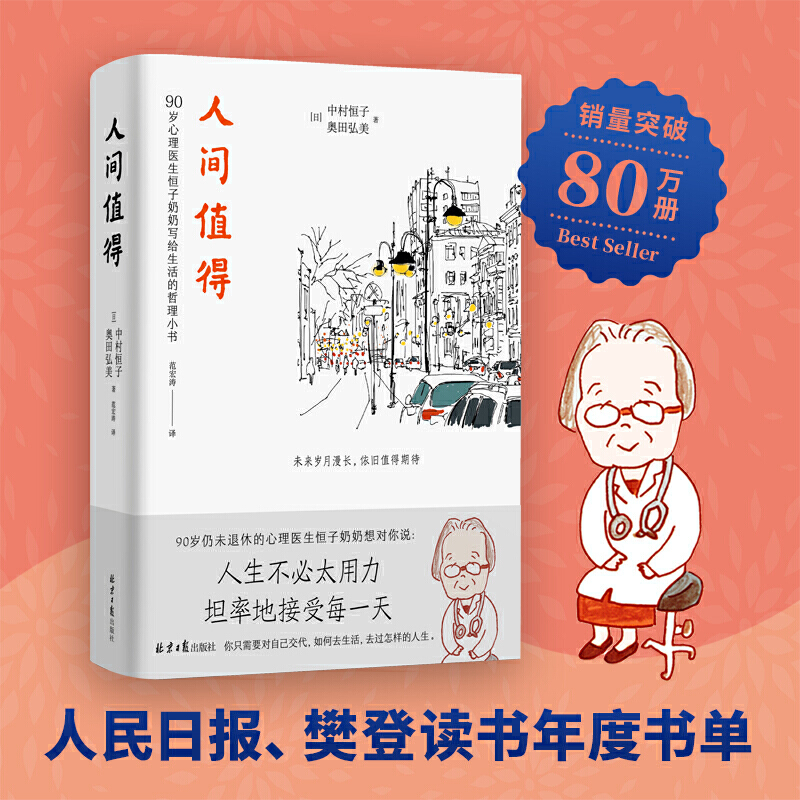 人间值得
[日]
中村恒子
奥田弘美
著
范宏涛
译
北京日报
出版社
人间值得
90岁心理医生恒子奶奶写给生活的哲理小书
[日]
中村恒子
奥田弘美
著
范宏涛——译
未来岁月漫长,依旧值得期待
90岁仍未退休的心理医生恒子奶奶想对你说:
人生不必太用力
坦率地接受每一天
北京日报出版社 你只需要对自己交代,如何去生活,去过怎样的人生。
销量突破
80万册
Best Seller
人民日报、樊登读书年度书单